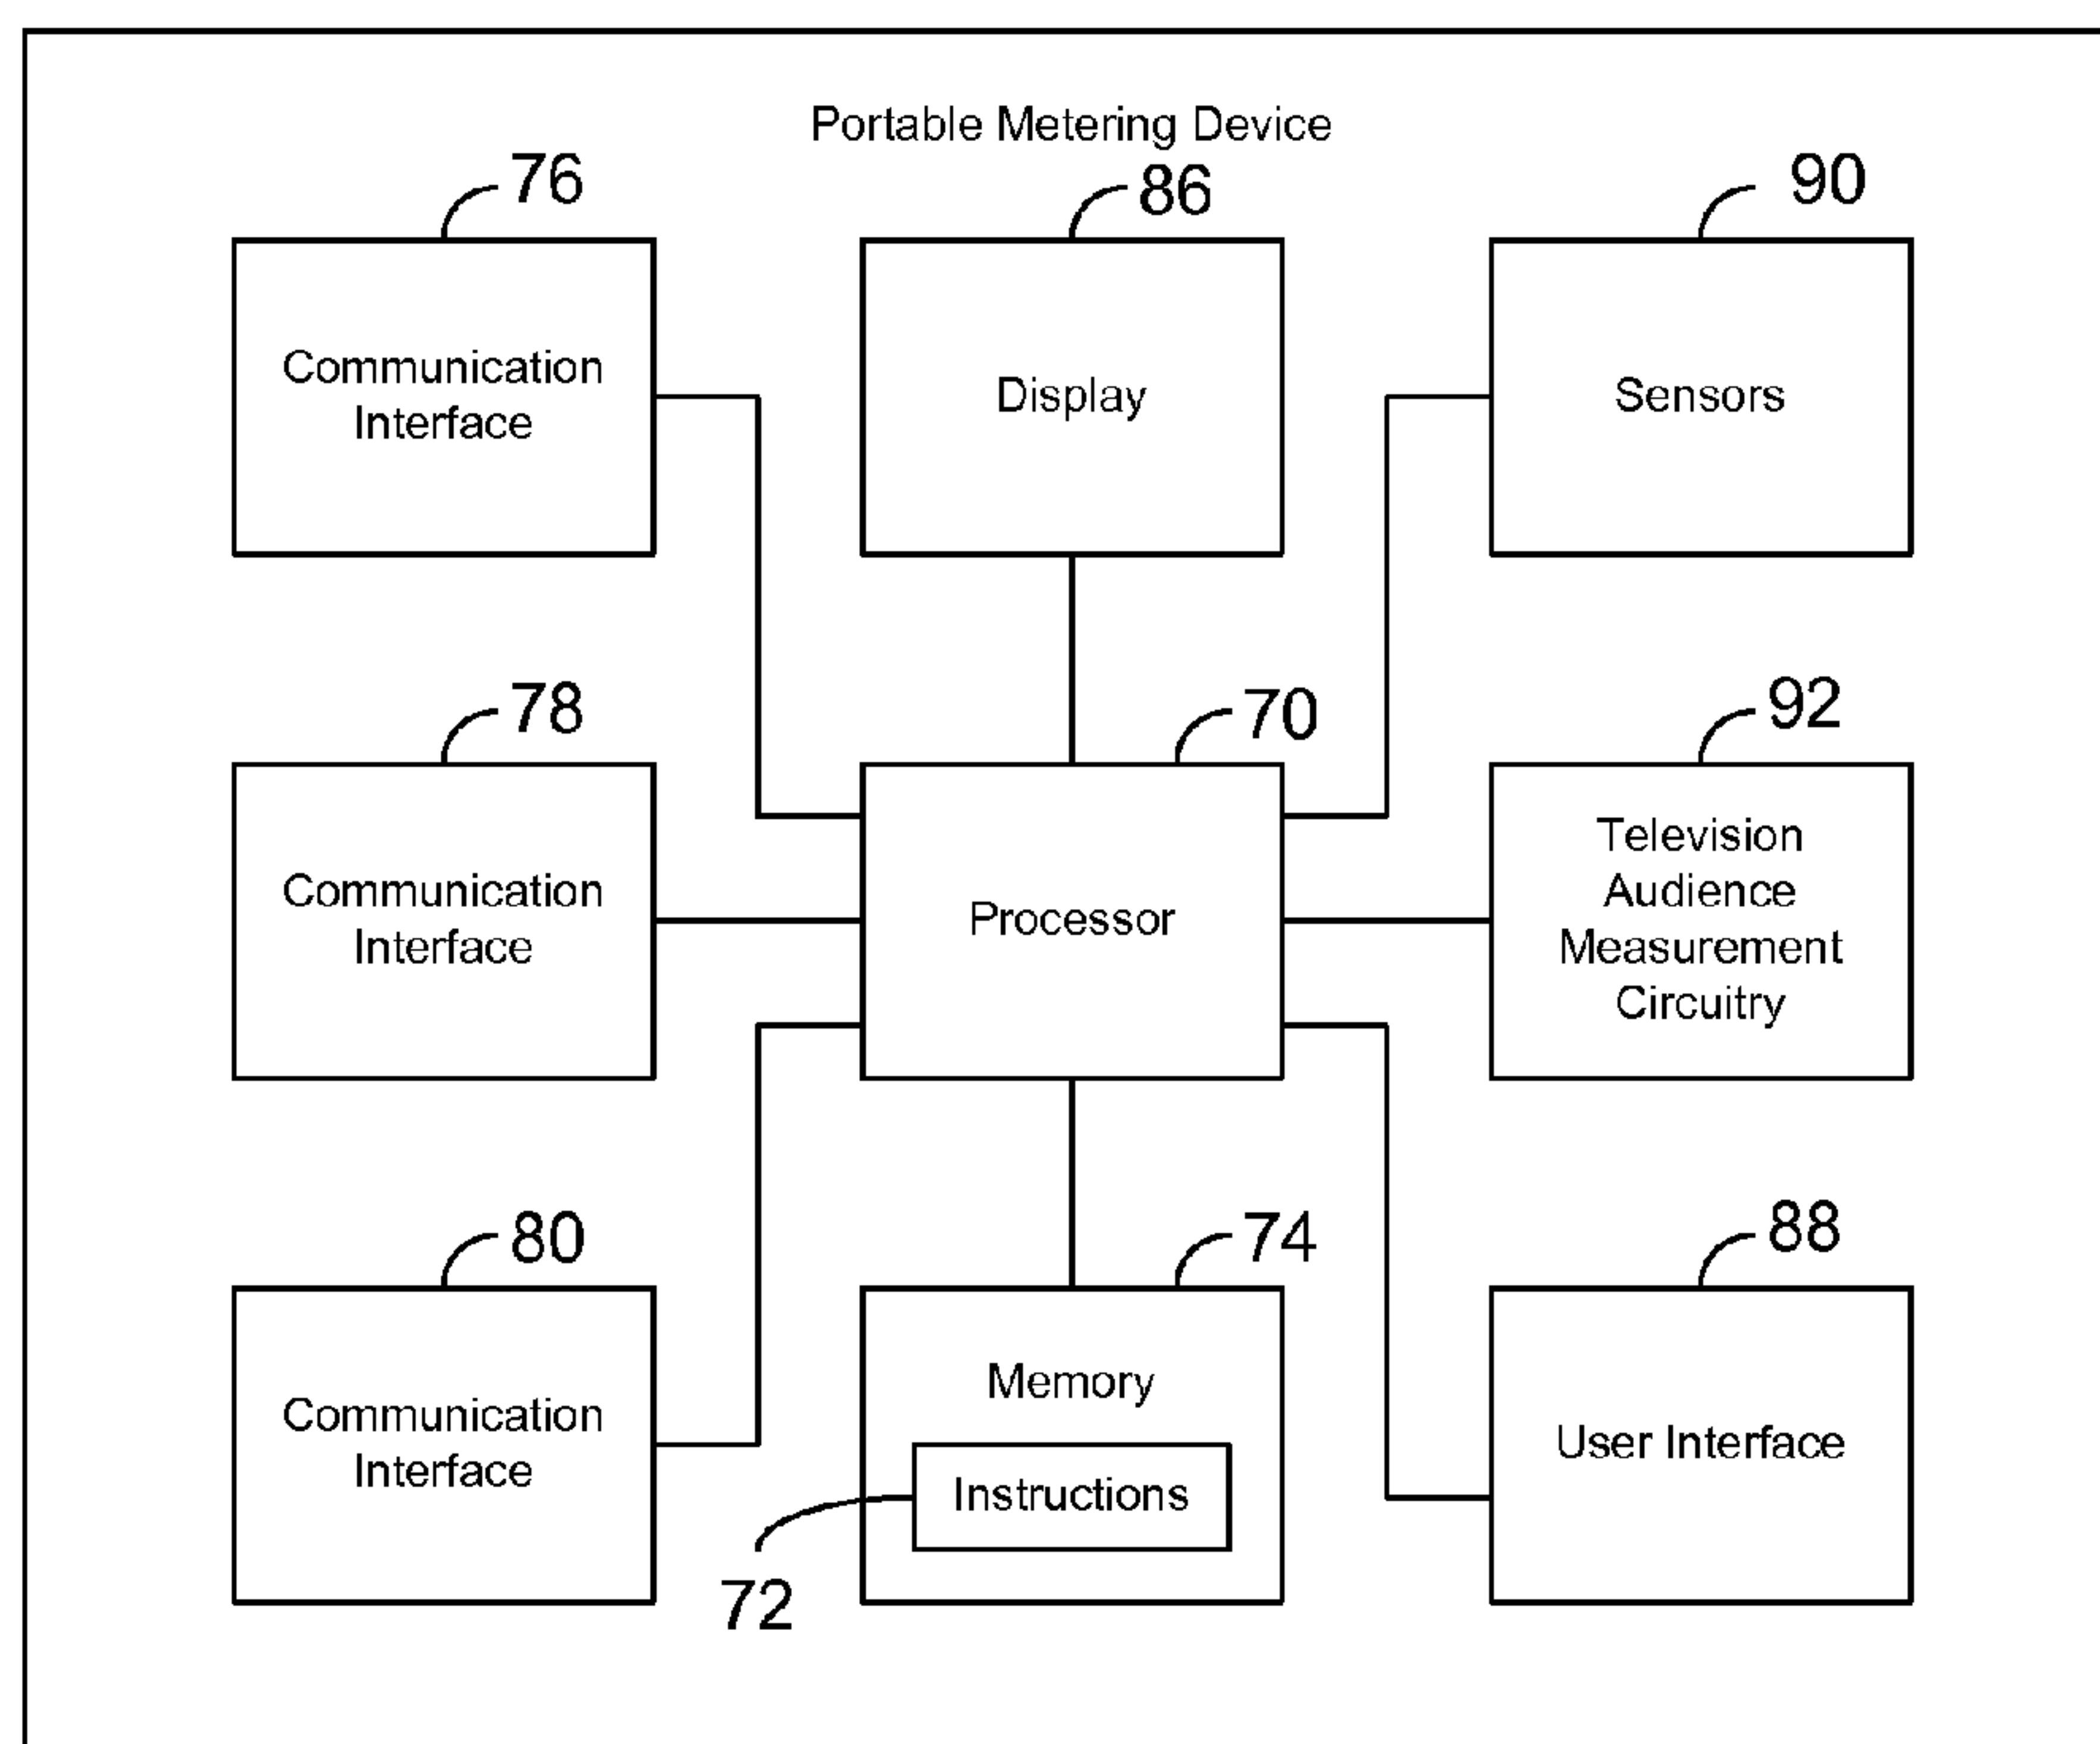 Portable Metering Device
76
86
90
Communication
Interface
Display
Sensors
78
70
92
Communication
Interface
Processor
Television
Audience
Measurement
Circuitry
80
74
88
Communication
Interface
Memory
Instructions
User Interface
72